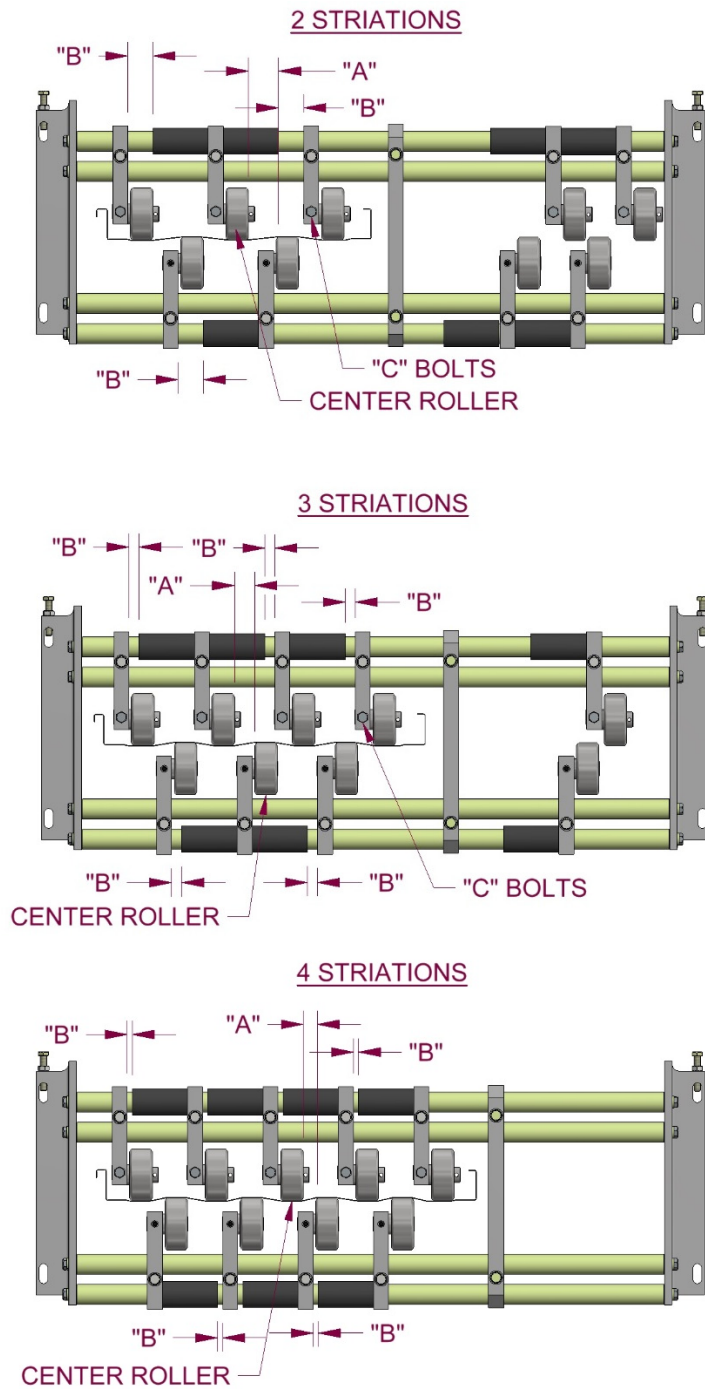 2 STRIATIONS
"B"
"A"
"B"
"B"
"C" BOLTS
CENTER ROLLER
3 STRIATIONS
"B"
"B"
"A"
"B"
"B"
"B"
"C" BOLTS
CENTER ROLLER
4 STRIATIONS
"A"
"B"
"B"
"B"
"B"
CENTER ROLLER